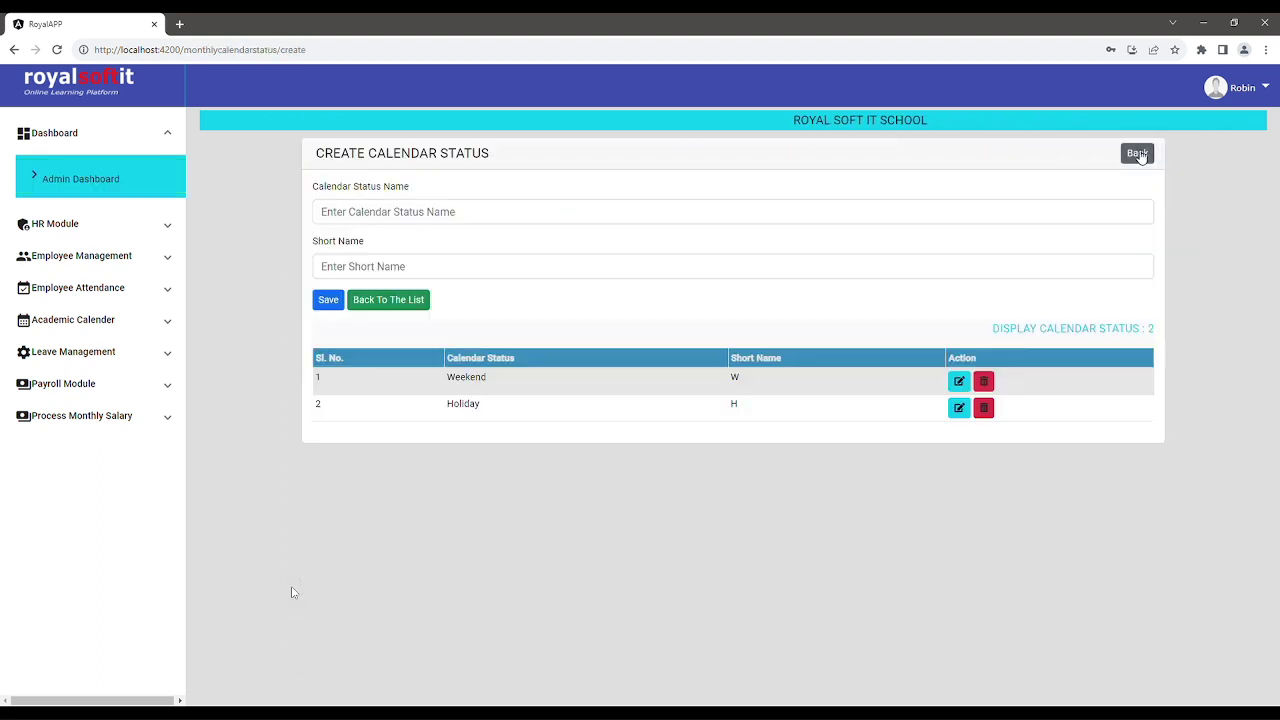 RoyalAPP
http://localhost:4200/monthlycalendarstatus/create
royalsoftit
Online Learning Platform
Robin
Dashboard
Admin Dashboard
HR Module
Employee Management
Employee Attendance
Academic Calender
Leave Management
Payroll Module
Process Monthly Salary
ROYAL SOFT IT SCHOOL
CREATE CALENDAR STATUS
Back
Calendar Status Name
Enter Calendar Status Name
Short Name
Enter Short Name
Save Back To The List
DISPLAY CALENDAR STATUS : 2
Sl. No. Calendar Status Short Name Action
1 Weekend W
2 Holiday H